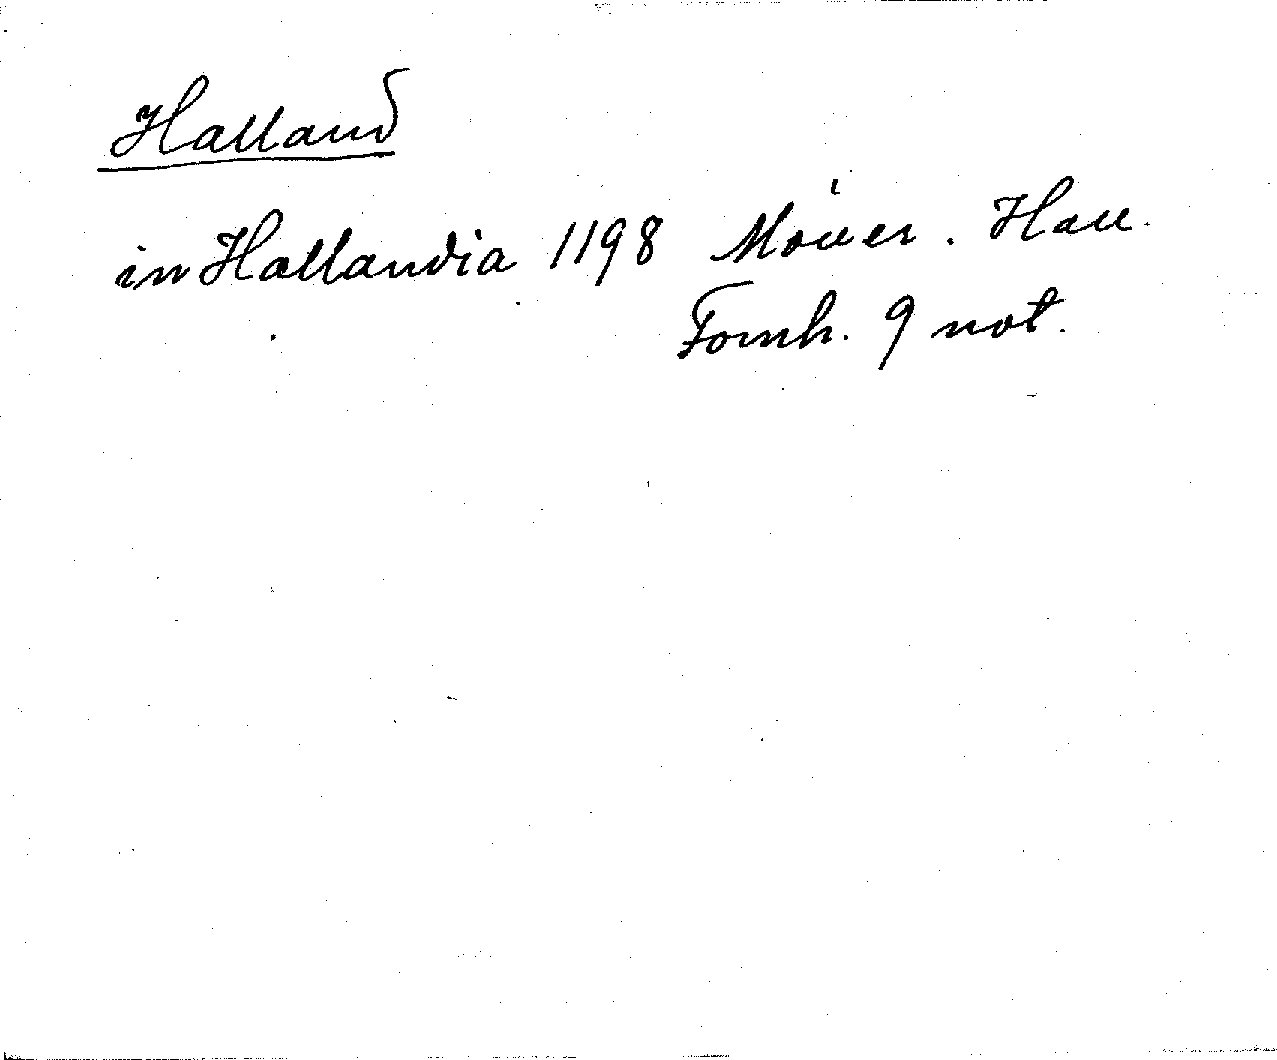 Halland
in Hallandia 1198 Möller. Hall.
Fornh. 9 not.